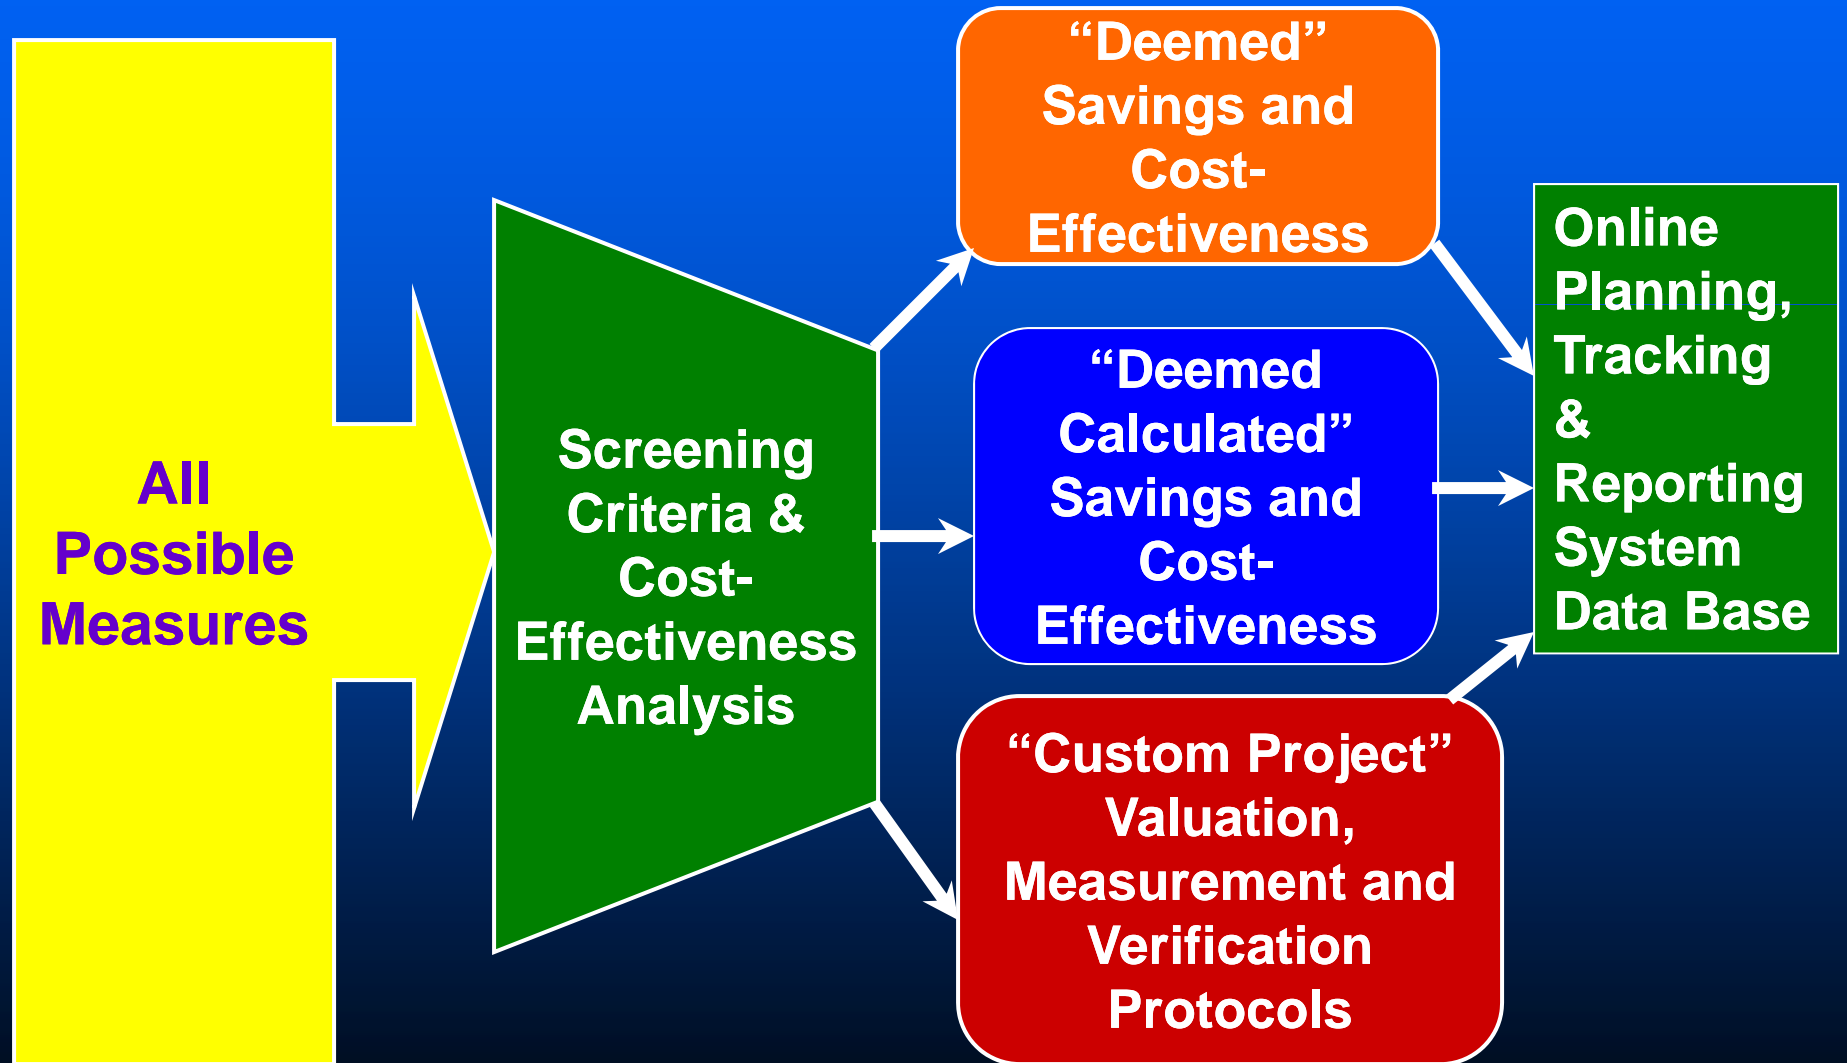 All
Possible
Measures
Screening
Criteria &
Cost-
Effectiveness
Analysis
“Deemed”
Savings and
Cost-
Effectiveness
“Deemed
Calculated”
Savings and
Cost-
Effectiveness
“Custom Project”
Valuation,
Measurement and
Verification
Protocols
Online
Planning,
Tracking
&
Reporting
System
Data Base